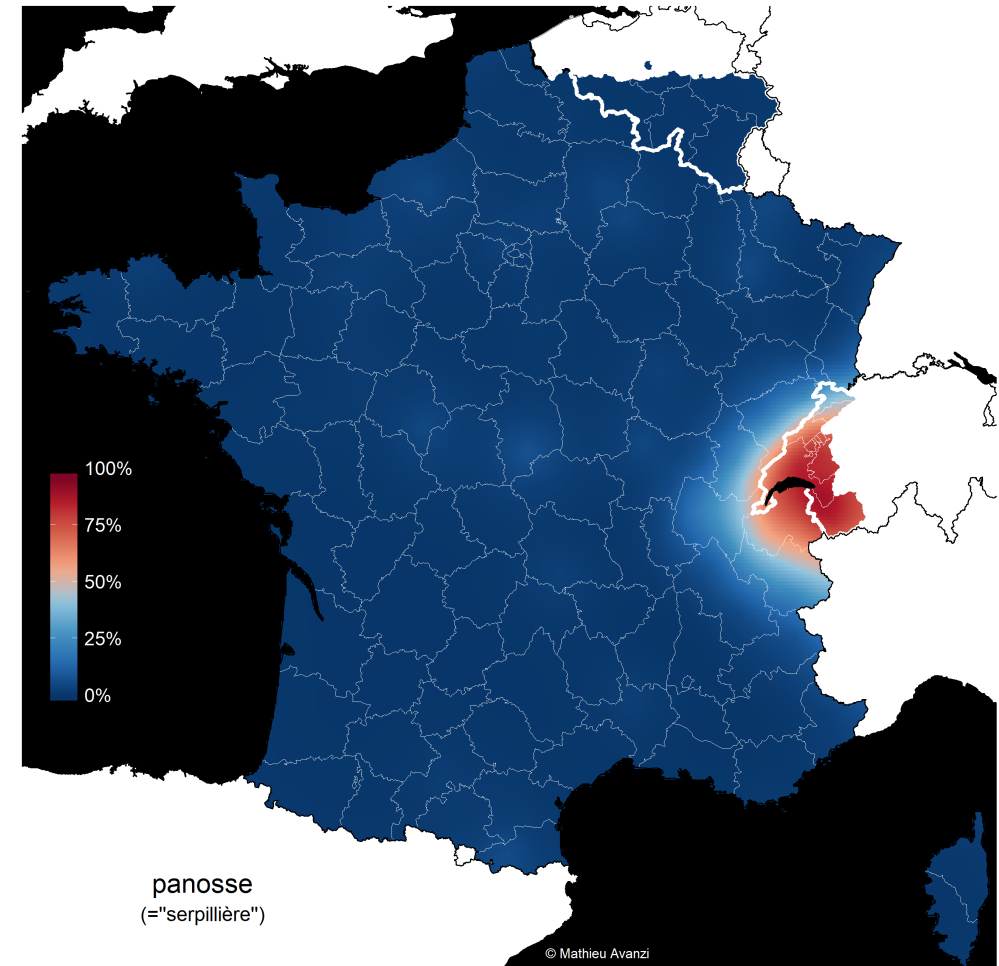 100%
75%
50%
25%
0%
panosse
(="serpillière")
© Mathieu Avanzi